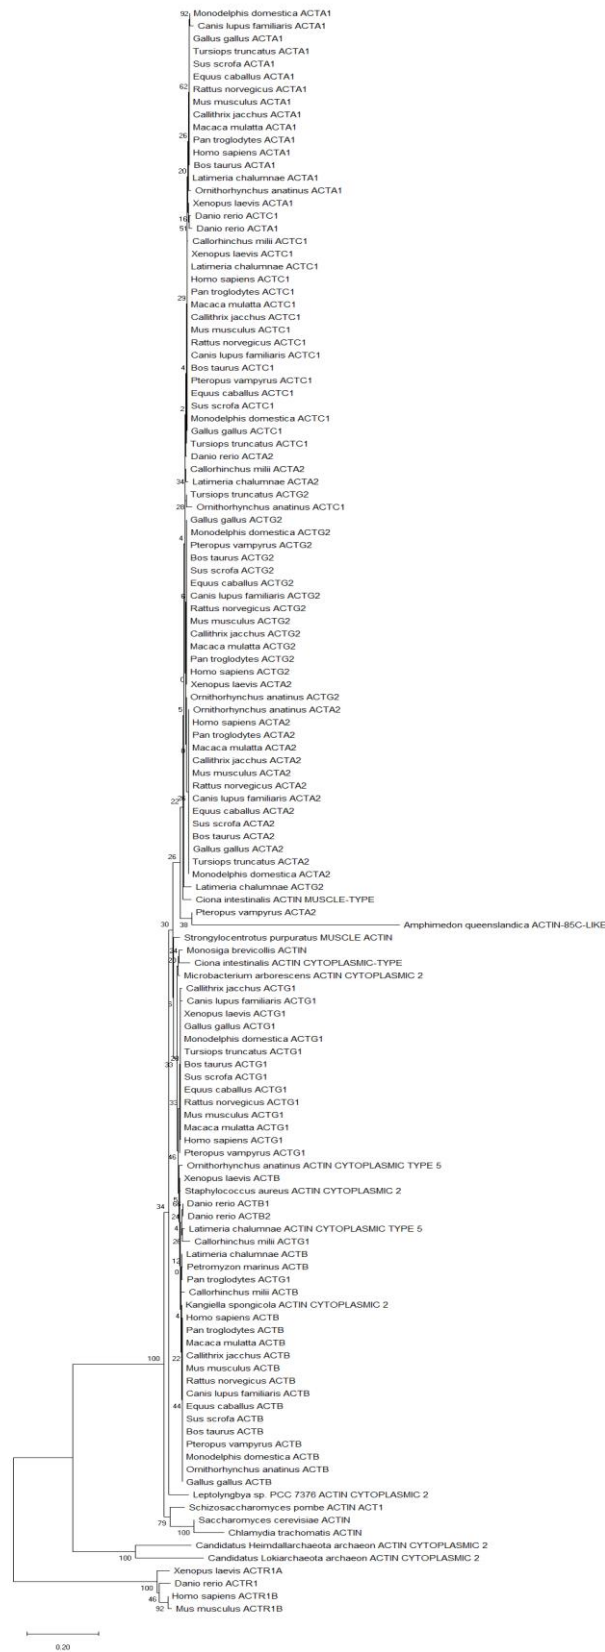 92 Monodelphis domestica ACTA1
Canis lupus familiaris ACTA1
Gallus gallus ACTA1
Tursiops truncatus ACTA1
Sus scrofa ACTA1
Equus caballus ACTA1
62 Rattus norvegicus ACTA1
Mus musculus ACTA1
Callithrix jacchus ACTA1
Macaca mulatta ACTA1
26 Pan troglodytes ACTA1
Homo sapiens ACTA1
Bos taurus ACTA1
20 Latimeria chalumnae ACTA1
Ornithorhynchus anatinus ACTA1
Xenopus laevis ACTA1
16 Danio rerio ACTC1
51 Danio rerio ACTA1
Callorhinchus milii ACTC1
Xenopus laevis ACTC1
Latimeria chalumnae ACTC1
Homo sapiens ACTC1
Pan troglodytes ACTC1
29 Macaca mulatta ACTC1
Callithrix jacchus ACTC1
Mus musculus ACTC1
Rattus norvegicus ACTC1
Canis lupus familiaris ACTC1
4 Bos taurus ACTC1
Pteropus vampyrus ACTC1
Equus caballus ACTC1
2 Sus scrofa ACTC1
Monodelphis domestica ACTC1
Gallus gallus ACTC1
Tursiops truncatus ACTC1
Danio rerio ACTA2
Callorhinchus milii ACTA2
34 Latimeria chalumnae ACTA2
Tursiops truncatus ACTG2
28 Ornithorhynchus anatinus ACTC1
Gallus gallus ACTG2
4 Monodelphis domestica ACTG2
Pteropus vampyrus ACTG2
Bos taurus ACTG2
Sus scrofa ACTG2
Equus caballus ACTG2
Canis lupus familiaris ACTG2
Rattus norvegicus ACTG2
Mus musculus ACTG2
Callithrix jacchus ACTG2
Macaca mulatta ACTG2
Pan troglodytes ACTG2
Homo sapiens ACTG2
0 Xenopus laevis ACTA2
Ornithorhynchus anatinus ACTG2
5 Ornithorhynchus anatinus ACTA2
Homo sapiens ACTA2
Pan troglodytes ACTA2
Macaca mulatta ACTA2
Callithrix jacchus ACTA2
Mus musculus ACTA2
Rattus norvegicus ACTA2
22 Canis lupus familiaris ACTA2
Equus caballus ACTA2
Sus scrofa ACTA2
Bos taurus ACTA2
Gallus gallus ACTA2
26 Tursiops truncatus ACTA2
Monodelphis domestica ACTA2
Latimeria chalumnae ACTG2
Ciona intestinalis ACTIN MUSCLE-TYPE
Pteropus vampyrus ACTA2
30 38 Amphimedon queenslandica ACTIN-85C-LIKE
Strongylocentrotus purpuratus MUSCLE ACTIN
Monosiga brevicollis ACTIN
Ciona intestinalis ACTIN CYTOPLASMIC-TYPE
Microbacterium arborescens ACTIN CYTOPLASMIC 2
Callithrix jacchus ACTG1
Canis lupus familiaris ACTG1
Xenopus laevis ACTG1
Gallus gallus ACTG1
Monodelphis domestica ACTG1
Tursiops truncatus ACTG1
Bos taurus ACTG1
Sus scrofa ACTG1
Equus caballus ACTG1
33 Rattus norvegicus ACTG1
Mus musculus ACTG1
Macaca mulatta ACTG1
Homo sapiens ACTG1
46 Pteropus vampyrus ACTG1
Ornithorhynchus anatinus ACTIN CYTOPLASMIC TYPE 5
Xenopus laevis ACTB
Staphylococcus aureus ACTIN CYTOPLASMIC 2
34 Danio rerio ACTB1
24 Danio rerio ACTB2
4 Latimeria chalumnae ACTIN CYTOPLASMIC TYPE 5
26 Callorhinchus milii ACTG1
Latimeria chalumnae ACTB
Petromyzon marinus ACTB
0 Pan troglodytes ACTG1
Callorhinchus milii ACTB
Kangiella spongicola ACTIN CYTOPLASMIC 2
4 Homo sapiens ACTB
Pan troglodytes ACTB
Macaca mulatta ACTB
100 22 Callithrix jacchus ACTB
Mus musculus ACTB
Rattus norvegicus ACTB
Canis lupus familiaris ACTB
44 Equus caballus ACTB
Sus scrofa ACTB
Bos taurus ACTB
Pteropus vampyrus ACTB
Monodelphis domestica ACTB
Ornithorhynchus anatinus ACTB
Gallus gallus ACTB
Leptolyngbya sp. PCC 7376 ACTIN CYTOPLASMIC 2
Schizosaccharomyces pombe ACTIN ACT1
79 Saccharomyces cerevisiae ACTIN
100 Chlamydia trachomatis ACTIN
Candidatus Heimdallarchaeota archaeon ACTIN CYTOPLASMIC 2
100 Candidatus Lokiarchaeota archaeon ACTIN CYTOPLASMIC 2
Xenopus laevis ACTR1A
100 Danio rerio ACTR1
46 Homo sapiens ACTR1B
92 Mus musculus ACTR1B
0.20